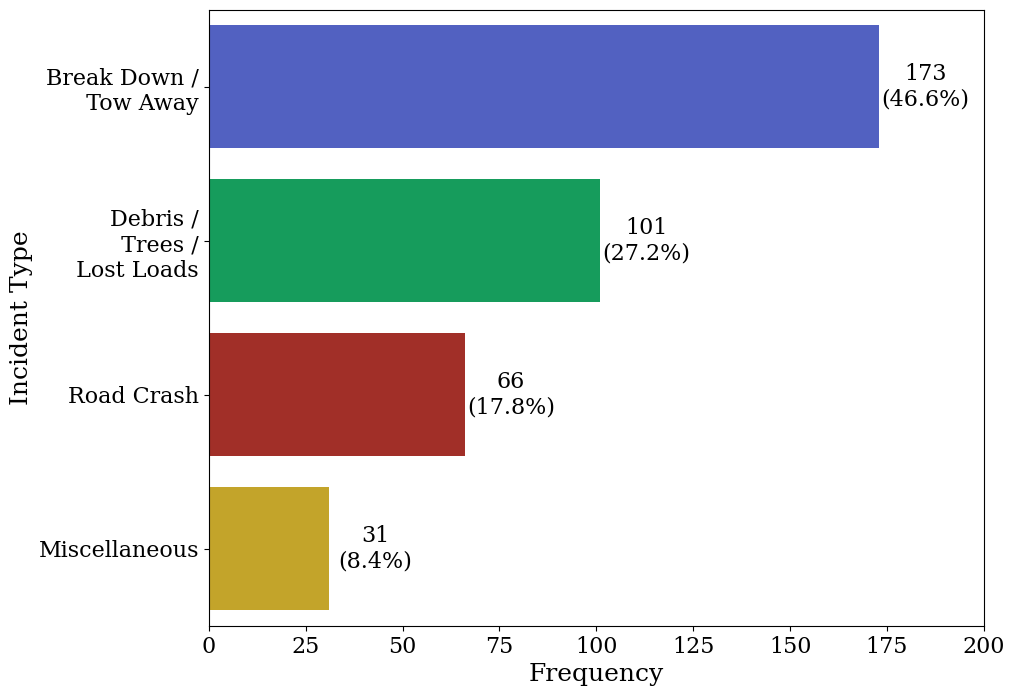 Break Down /
Tow Away
173
(46.6%)
Debris /
Trees /
Lost Loads
101
(27.2%)
Road Crash
66
(17.8%)
Miscellaneous
31
(8.4%)
Incident Type
0 25 50 75 100 125 150 175 200
Frequency